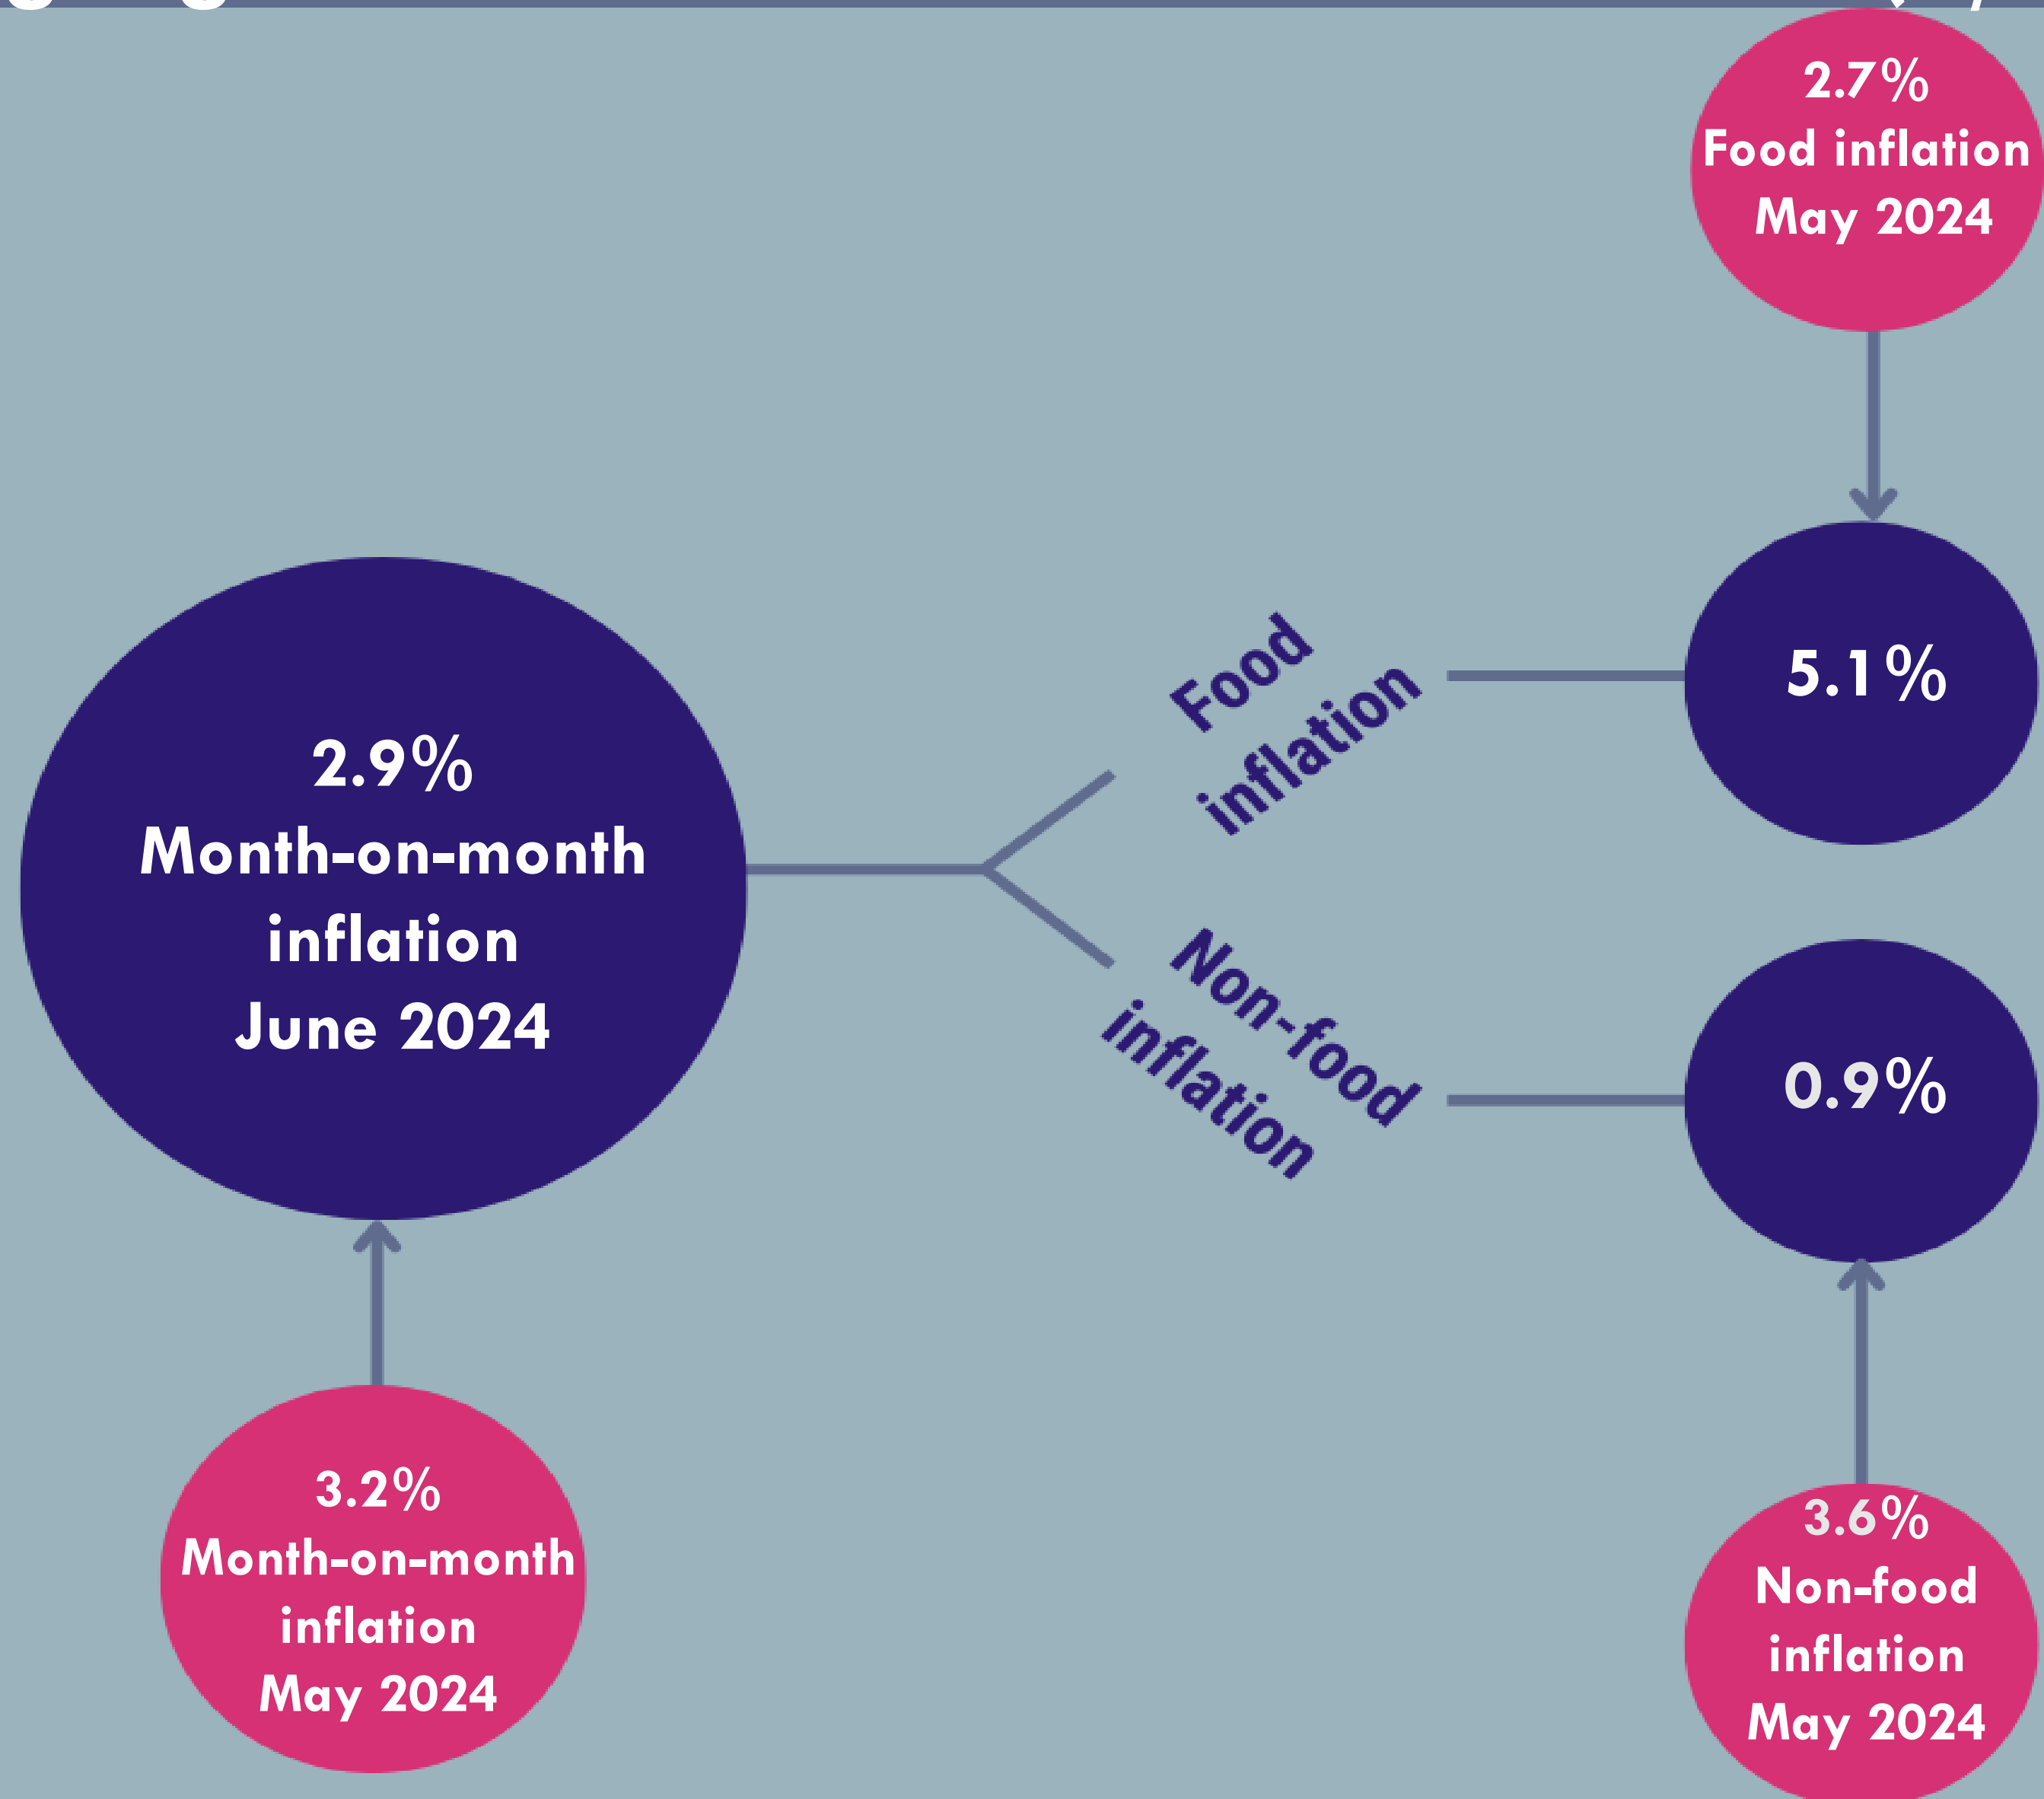 2.7%
Food inflation
May 2024
5.1%
Food
inflation
2.9%
Month-on-month
inflation
June 2024
Non-food
inflation
0.9%
3.2%
Month-on-month
inflation
May 2024
3.6%
Non-food
inflation
May 2024